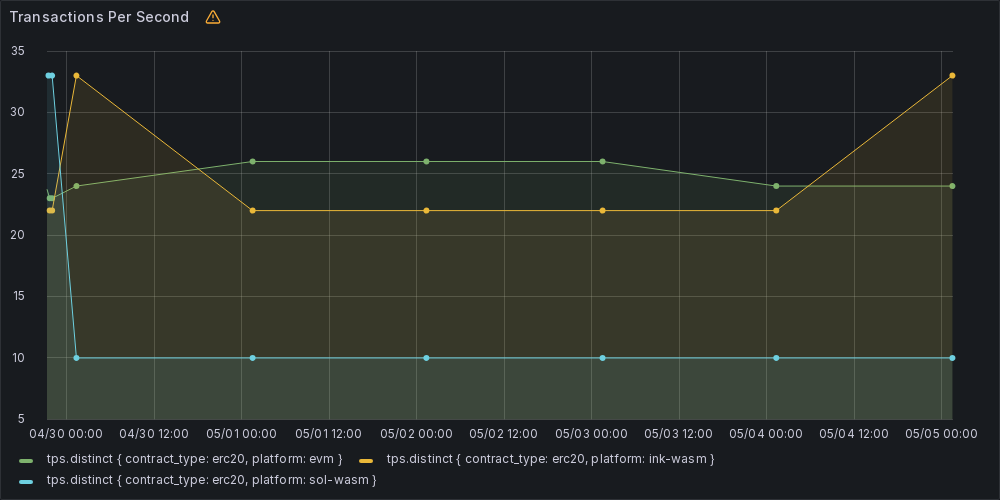 Transactions Per Second
35
30
25
20
15
10
5
04/30 00:00 04/30 12:00 05/01 00:00 05/01 12:00 05/02 00:00 05/02 12:00 05/03 00:00 05/03 12:00 05/04 00:00 05/04 12:00 05/05 00:00
tps.distinct { contract_type: erc20, platform: evm } tps.distinct { contract_type: erc20, platform: ink-wasm }
tps.distinct { contract_type: erc20, platform: sol-wasm }